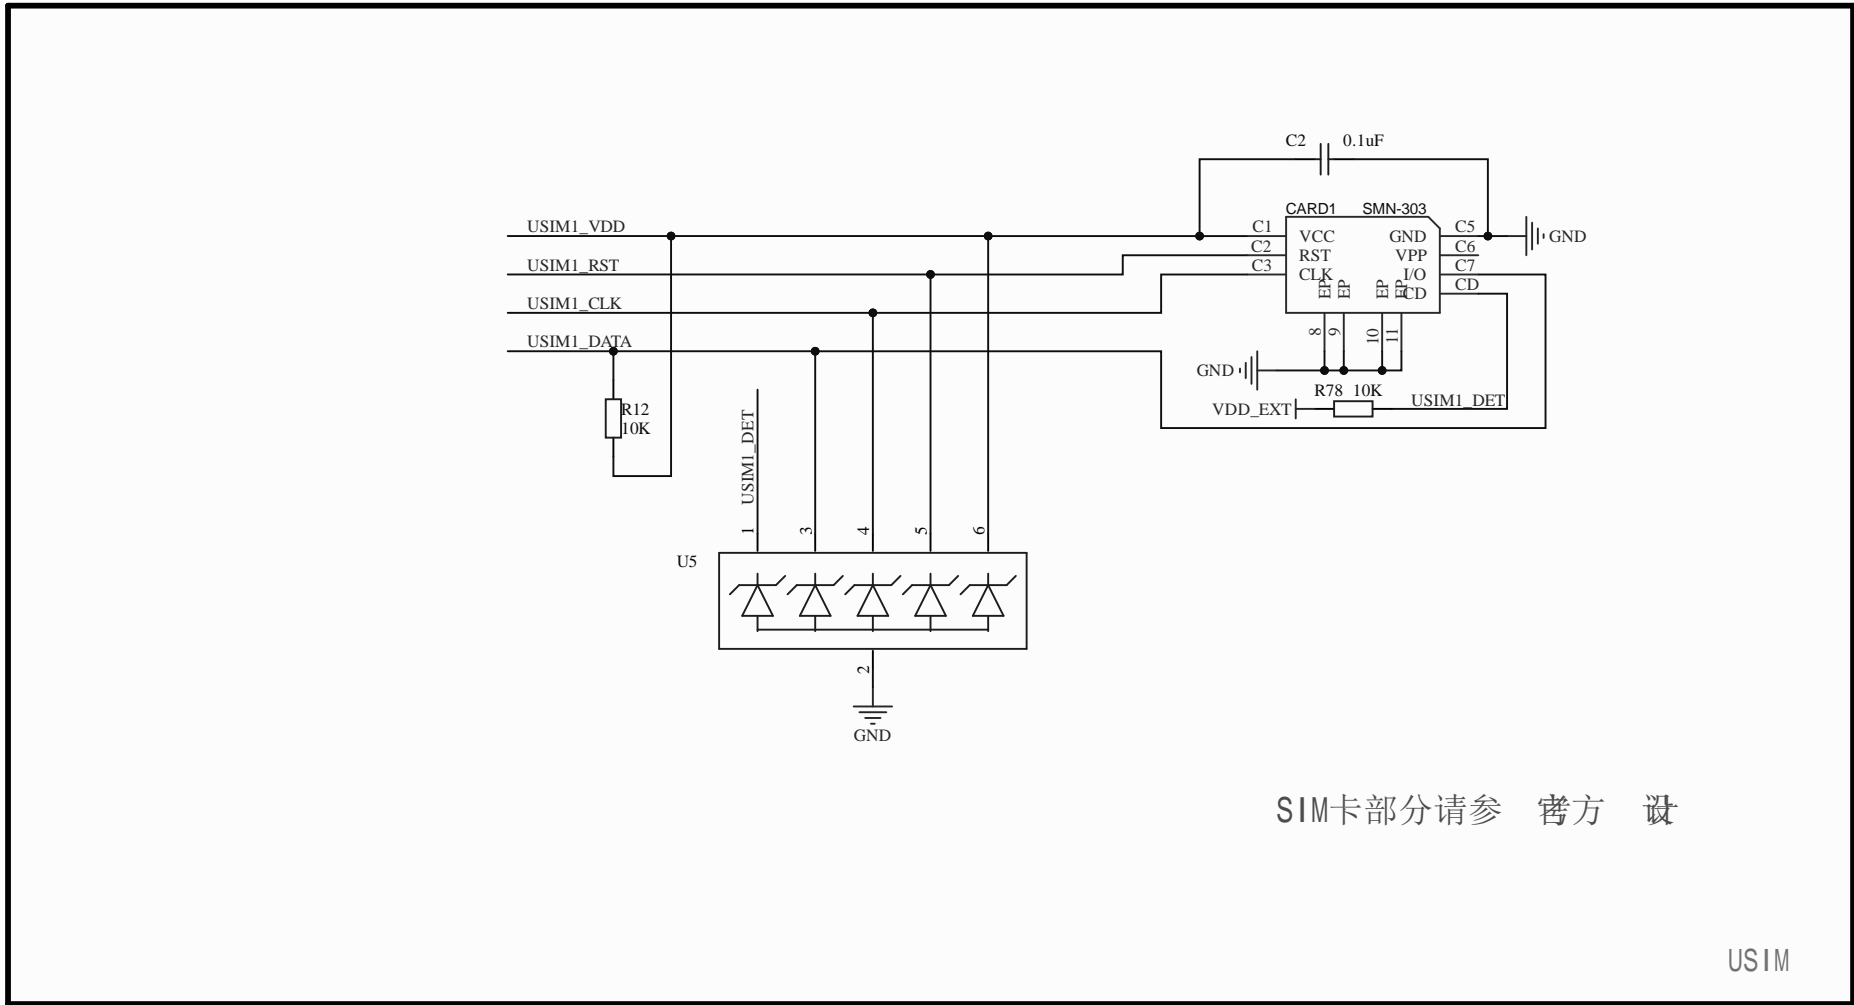 C2 0.1uF
CARD1 SMN-303
USIM1_VDD
C1 VCC GND C5 GND
C2 RST VPP C6
USIM1_RST
C3 CLK I/O C7
EP EP EP EP CD CD
USIM1_CLK
8 9 10 11
USIM1_DATA
GND
R78 10K
VDD_EXT USIM1_DET
R12
10K
USIM1_DET
1 3 4 5 6
U5
2
GND
SIM卡部分请参 方 设
USIM